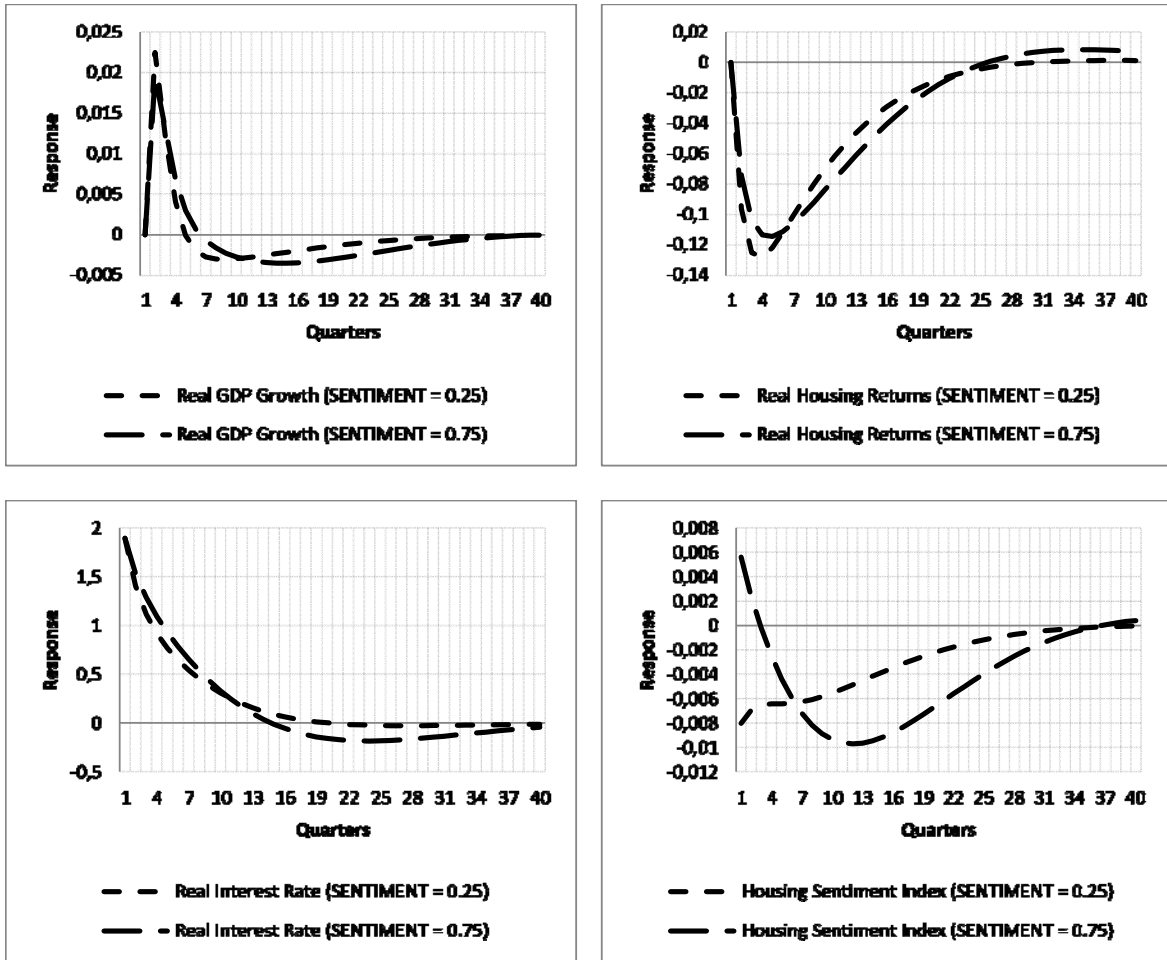 0,025
0,02
0,015
0,01
0,005
0
-0,005
Response
1 4 7 10 13 16 19 22 25 28 31 34 37 40
Quarters
Real GDP Growth (SENTIMENT = 0.25)
Real GDP Growth (SENTIMENT = 0.75)
0,02
0
-0,02
-0,04
-0,06
-0,08
-0,1
-0,12
-0,14
Response
1 4 7 10 13 16 19 22 25 28 31 34 37 40
Quarters
Real Housing Returns (SENTIMENT = 0.25)
Real Housing Returns (SENTIMENT = 0.75)
2
1,5
1
0,5
0
-0,5
Response
1 4 7 10 13 16 19 22 25 28 31 34 37 40
Quarters
Real Interest Rate (SENTIMENT = 0.25)
Real Interest Rate (SENTIMENT = 0.75)
0,008
0,006
0,004
0,002
0
-0,002
-0,004
-0,006
-0,008
-0,01
-0,012
Response
1 4 7 10 13 16 19 22 25 28 31 34 37 40
Quarters
Housing Sentiment Index (SENTIMENT = 0.25)
Housing Sentiment Index (SENTIMENT = 0.75)